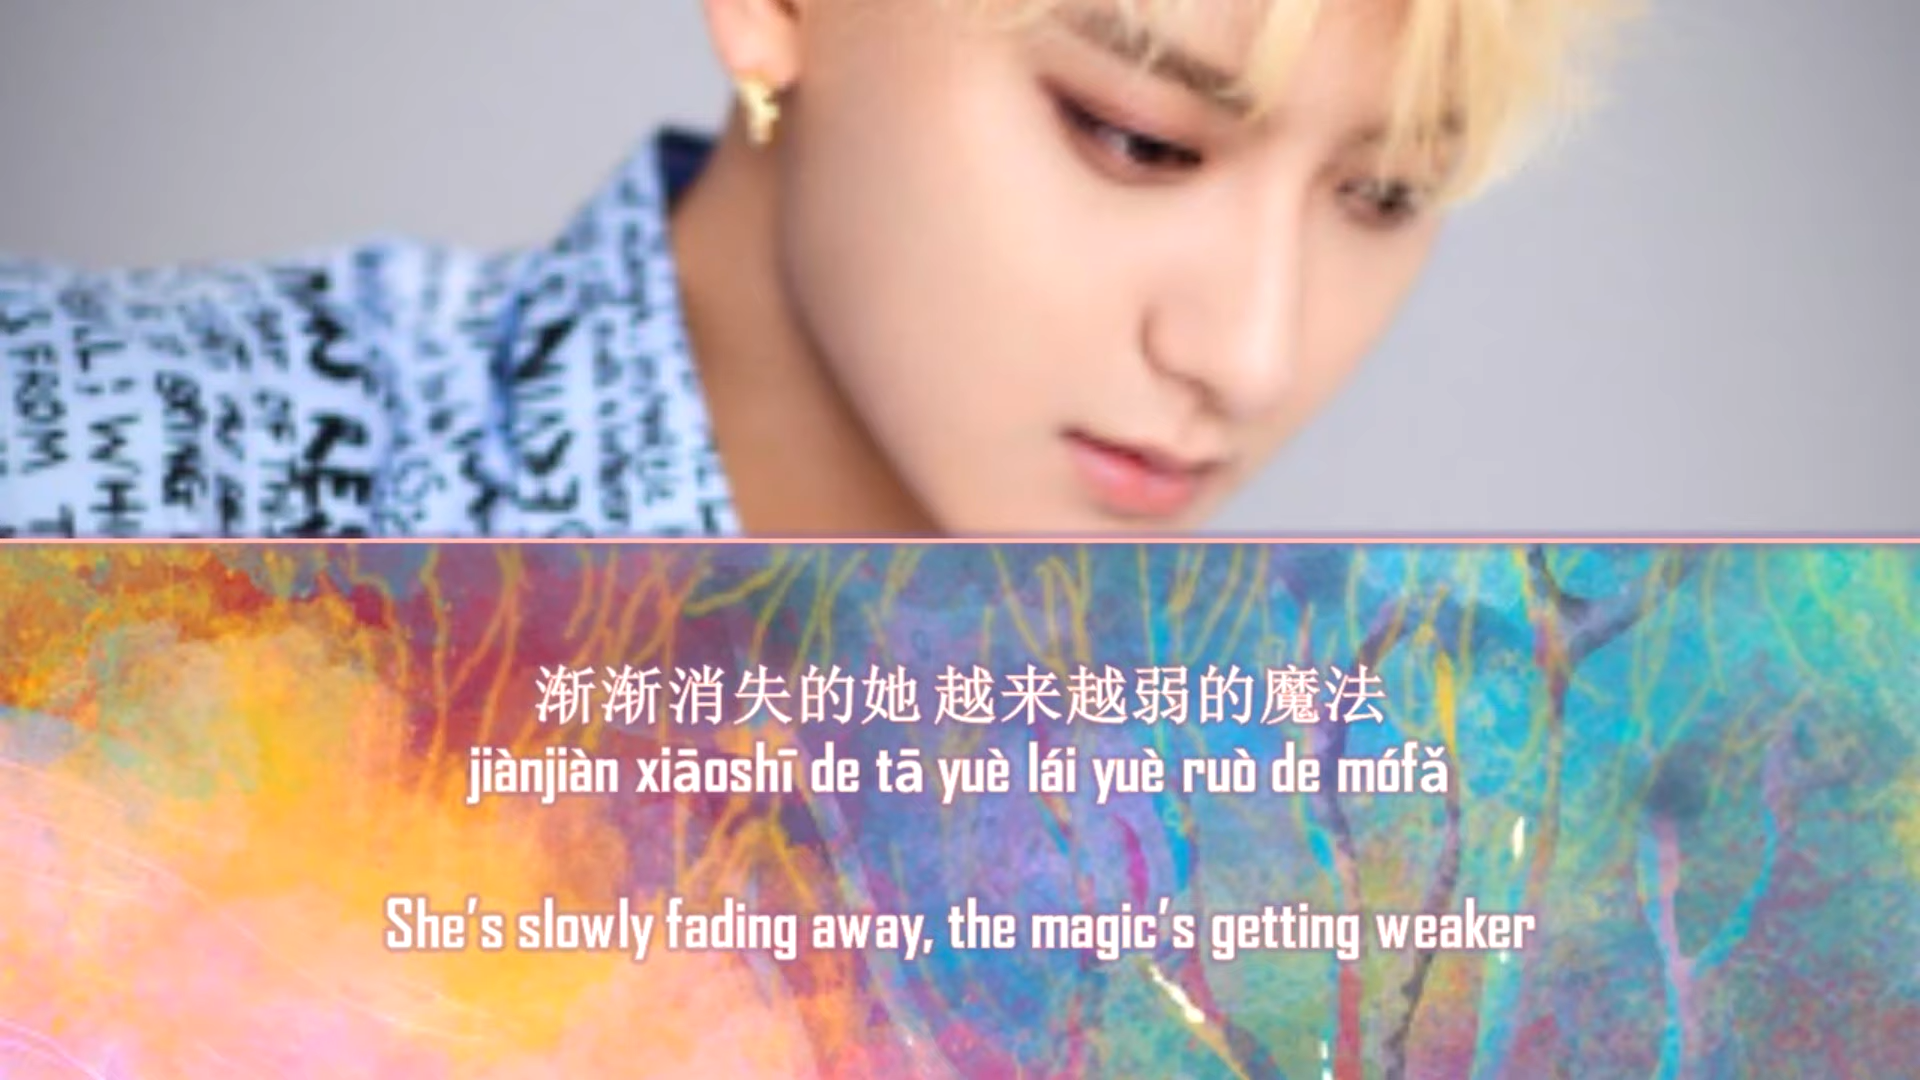 渐渐消失的她 越来越弱的魔法
jiànjiàn xiāoshī de tā yuè lái yuè ruò de mófǎ
She's slowly fading away, the magic's getting weaker